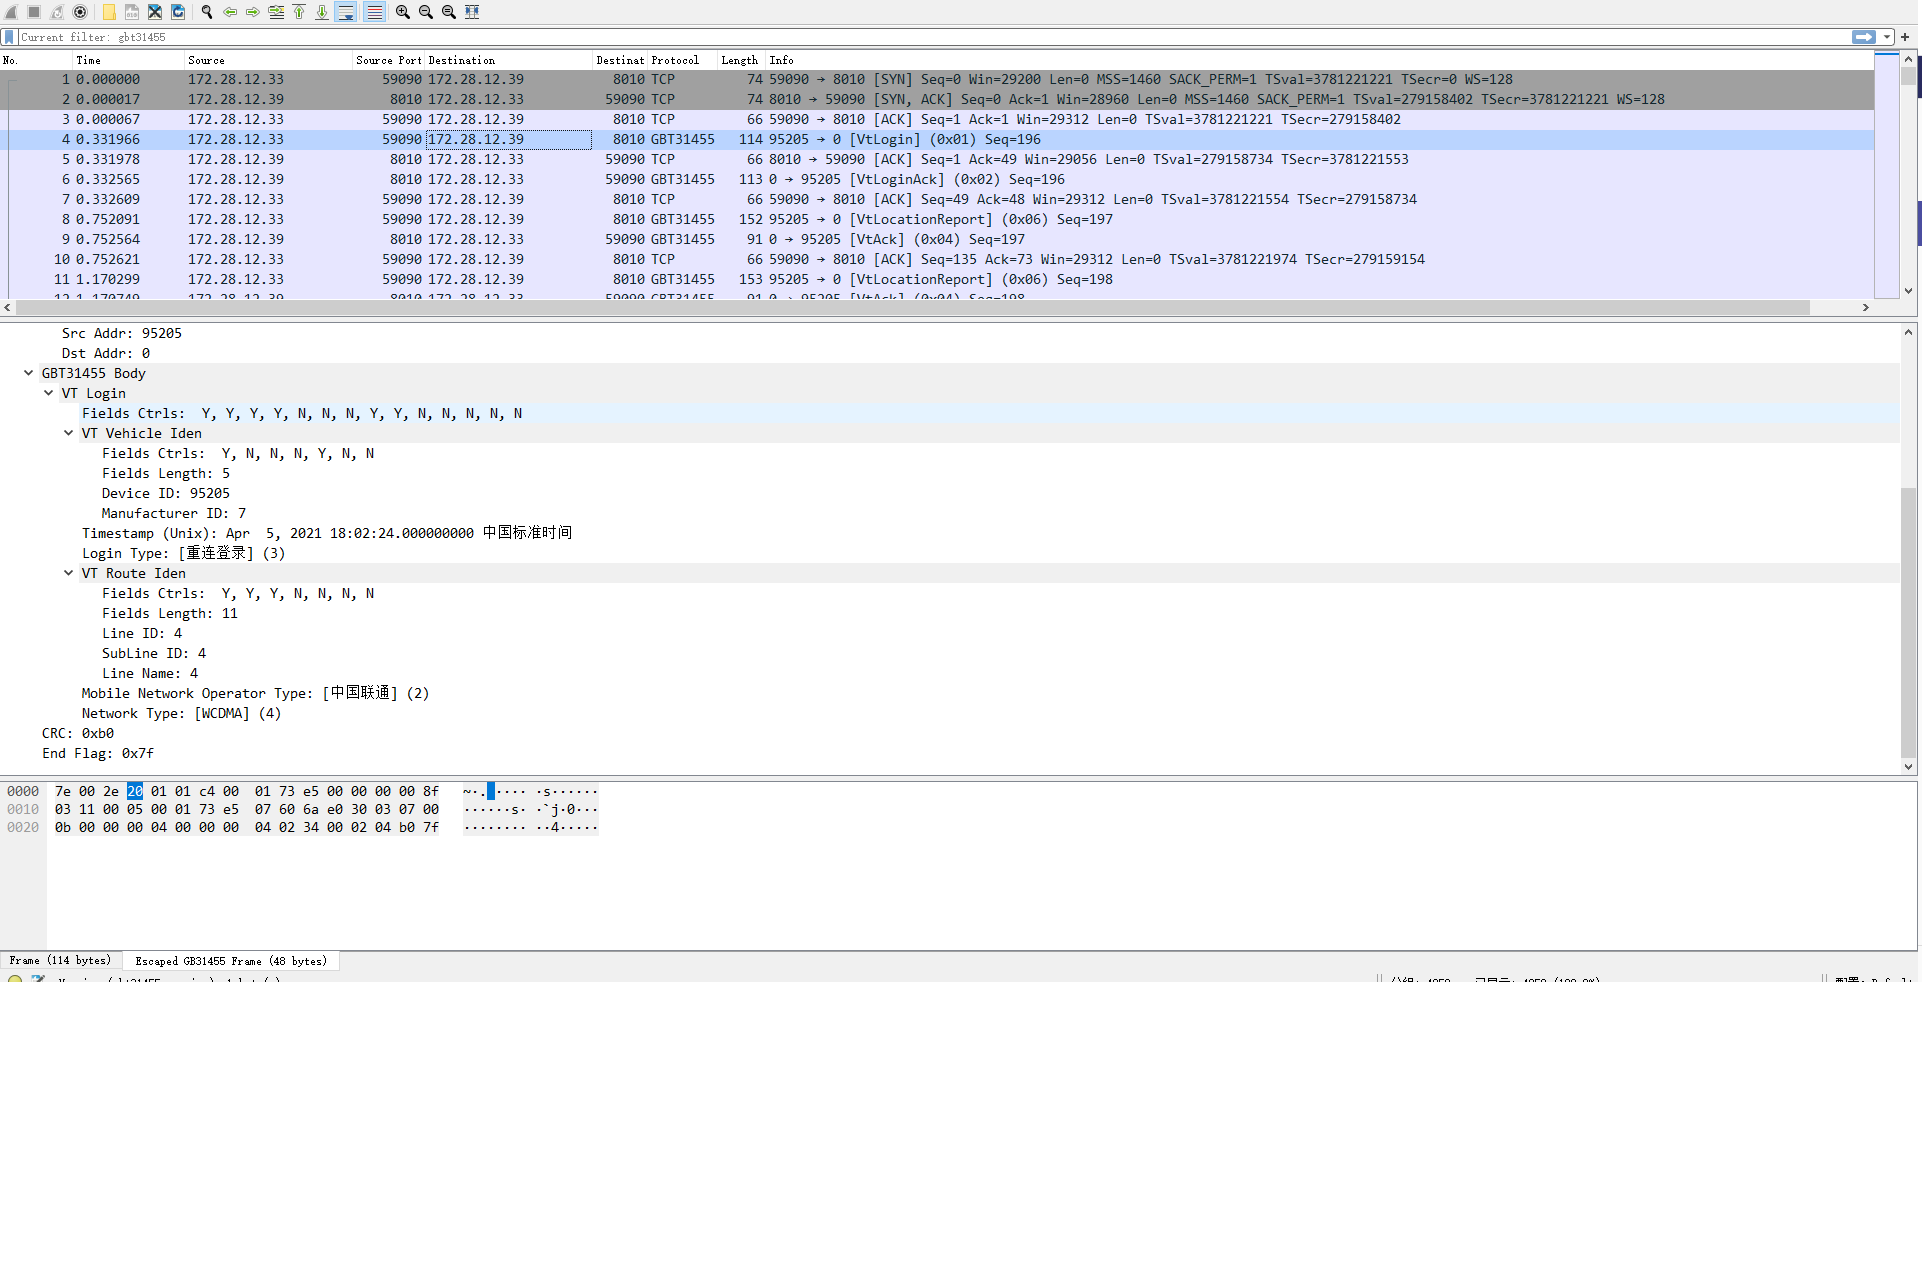 Current filter: gbt31455
No. Time Source Source Port Destination Destinat Protocol Length Info
1 0.000000 172.28.12.33 59090 172.28.12.39 8010 TCP 74 59090 → 8010 [SYN] Seq=0 Win=29200 Len=0 MSS=1460 SACK_PERM=1 TSval=3781221221 TSecr=0 WS=128
2 0.000017 172.28.12.39 8010 172.28.12.33 59090 TCP 74 8010 → 59090 [SYN, ACK] Seq=0 Ack=1 Win=28960 Len=0 MSS=1460 SACK_PERM=1 TSval=279158402 TSecr=3781221221 WS=128
3 0.000067 172.28.12.33 59090 172.28.12.39 8010 TCP 66 59090 → 8010 [ACK] Seq=1 Ack=1 Win=29312 Len=0 TSval=3781221221 TSecr=279158402
4 0.331966 172.28.12.33 59090 172.28.12.39 8010 GBT31455 114 95205 → 0 [VtLogin] (0x01) Seq=196
5 0.331978 172.28.12.39 8010 172.28.12.33 59090 TCP 66 8010 → 59090 [ACK] Seq=1 Ack=49 Win=29056 Len=0 TSval=279158734 TSecr=3781221553
6 0.332565 172.28.12.39 8010 172.28.12.33 59090 GBT31455 113 0 → 95205 [VtLoginAck] (0x02) Seq=196
7 0.332609 172.28.12.33 59090 172.28.12.39 8010 TCP 66 59090 → 8010 [ACK] Seq=49 Ack=48 Win=29312 Len=0 TSval=3781221554 TSecr=279158734
8 0.752091 172.28.12.33 59090 172.28.12.39 8010 GBT31455 152 95205 → 0 [VtLocationReport] (0x06) Seq=197
9 0.752564 172.28.12.39 8010 172.28.12.33 59090 GBT31455 91 0 → 95205 [VtAck] (0x04) Seq=197
10 0.752621 172.28.12.33 59090 172.28.12.39 8010 TCP 66 59090 → 8010 [ACK] Seq=135 Ack=73 Win=29312 Len=0 TSval=3781221974 TSecr=279159154
11 1.170299 172.28.12.33 59090 172.28.12.39 8010 GBT31455 153 95205 → 0 [VtLocationReport] (0x06) Seq=198
12 1.170749 172.28.12.39 8010 172.28.12.33 59090 GBT31455 91 0 → 95205 [VtAck] (0x04) Seq=198
Src Addr: 95205
Dst Addr: 0
GBT31455 Body
VT Login
Fields Ctrls: Y, Y, Y, Y, N, N, N, Y, Y, N, N, N, N, N
VT Vehicle Iden
Fields Ctrls: Y, N, N, N, Y, N, N
Fields Length: 5
Device ID: 95205
Manufacturer ID: 7
Timestamp (Unix): Apr 5, 2021 18:02:24.000000000 中国标准时间
Login Type: [重连登录] (3)
VT Route Iden
Fields Ctrls: Y, Y, Y, N, N, N, N
Fields Length: 11
Line ID: 4
SubLine ID: 4
Line Name: 4
Mobile Network Operator Type: [中国联通] (2)
Network Type: [WCDMA] (4)
CRC: 0xb0
End Flag: 0x7f
0000 7e 00 2e 20 01 01 c4 00 01 73 e5 00 00 00 00 8f ~·. ···· ·s······
0010 03 11 00 05 00 01 73 e5 07 60 6a e0 30 03 07 00 ······s· ·`j·0···
0020 0b 00 00 00 04 00 00 00 04 02 34 00 02 04 b0 7f ········ ··4·····
Frame (114 bytes) Escaped GB31455 Frame (48 bytes)